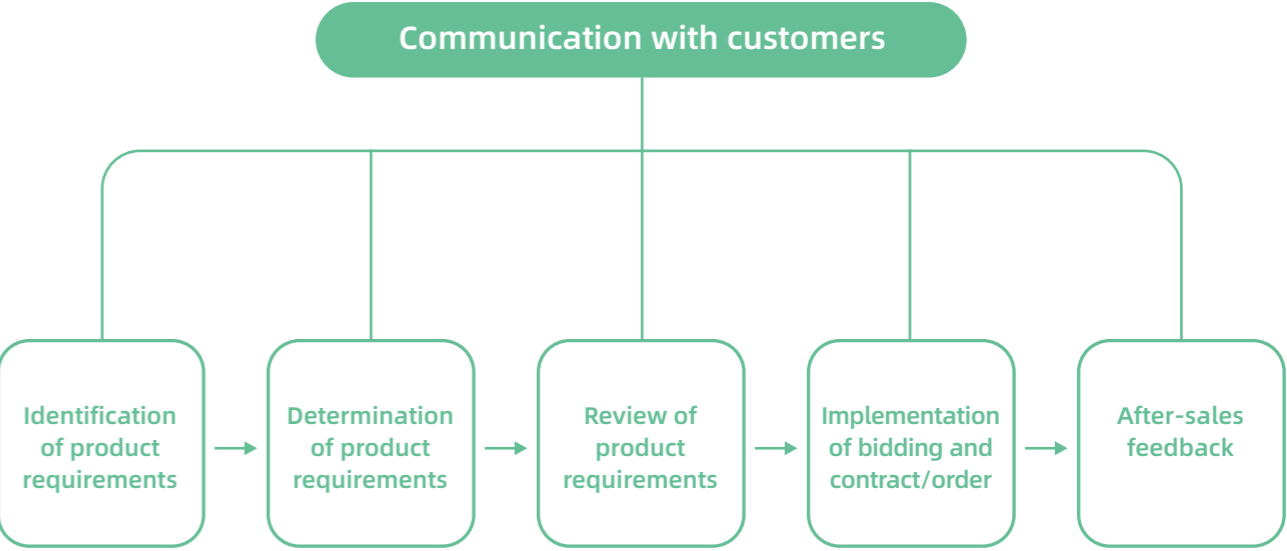 Communication with customers
Identification
of product
requirements
Determination
of product
requirements
Review of
product
requirements
Implementation
of bidding and
contract/order
After-sales
feedback